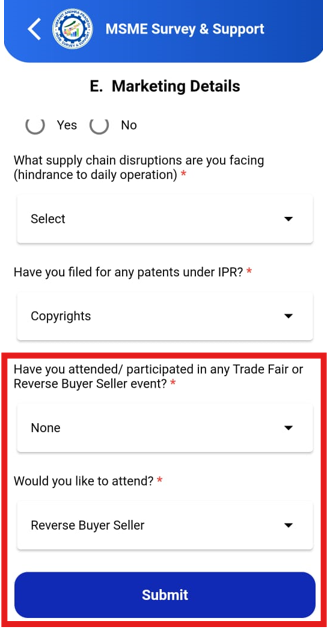 MSME Survey & Support
E. Marketing Details
Yes No
What supply chain disruptions are you facing
(hindrance to daily operation) *
Select
Have you filed for any patents under IPR? *
Copyrights
Have you attended/ participated in any Trade Fair or
Reverse Buyer Seller event? *
None
Would you like to attend? *
Reverse Buyer Seller
Submit